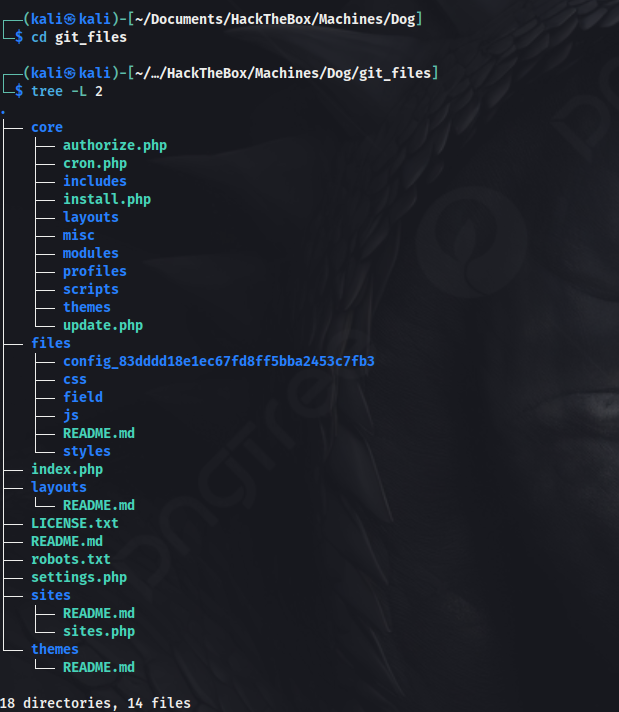 ┌──(kali㉿kali)-[~/Documents/HackTheBox/Machines/Dog]
└─$ cd git_files
┌──(kali㉿kali)-[~/…/HackTheBox/Machines/Dog/git_files]
└─$ tree -L 2
.
├── core
│   ├── authorize.php
│   ├── cron.php
│   ├── includes
│   ├── install.php
│   ├── layouts
│   ├── misc
│   ├── modules
│   ├── profiles
│   ├── scripts
│   ├── themes
│   └── update.php
├── files
│   ├── config_83dddd18e1ec67fd8ff5bba2453c7fb3
│   ├── css
│   ├── field
│   ├── js
│   ├── README.md
│   └── styles
├── index.php
├── layouts
│   └── README.md
├── LICENSE.txt
├── README.md
├── robots.txt
├── settings.php
├── sites
│   ├── README.md
│   └── sites.php
└── themes
    └── README.md
18 directories, 14 files
pngtree